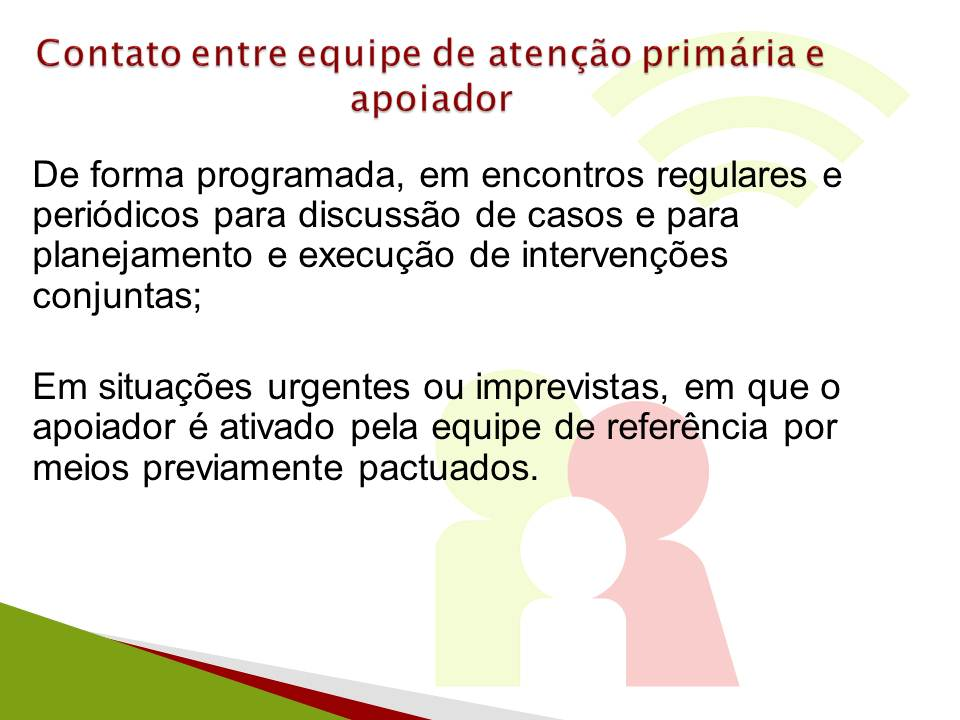 Contato entre equipe de atenção primária e
apoiador
De forma programada, em encontros regulares e
periódicos para discussão de casos e para
planejamento e execução de intervenções
conjuntas;
Em situações urgentes ou imprevistas, em que o
apoiador é ativado pela equipe de referência por
meios previamente pactuados.